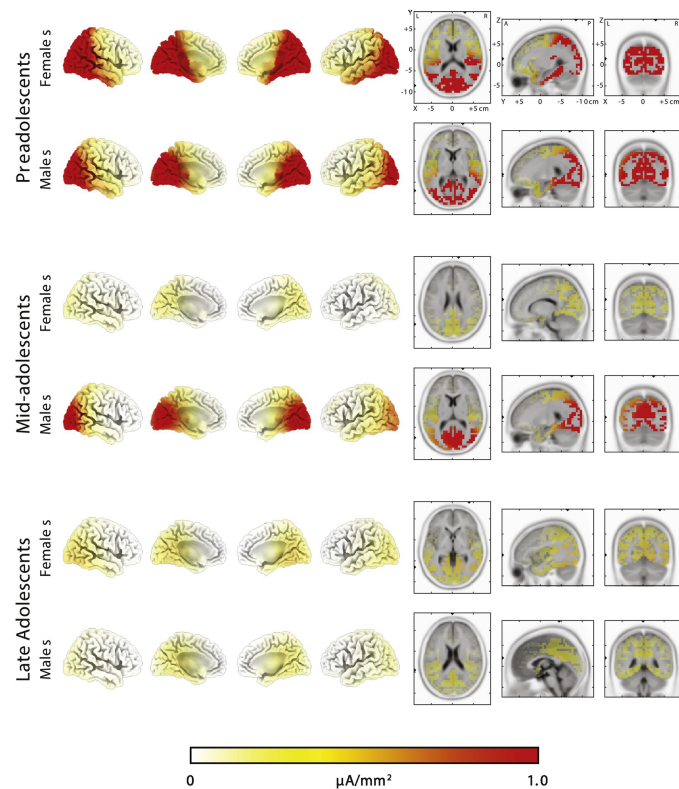 Preadolescents
Female s
Male s
Mid-adolescents
Female s
Male s
Late Adolescents
Female s
Male s
L R
Y
+5
0
-5
-10
X -5 0 +5 cm
A P
Z
+5
0
-5
Y +5 0 -5 -10 cm
L R
Z
+5
0
-5
X -5 0 +5 cm
0 μA/mm² 1.0